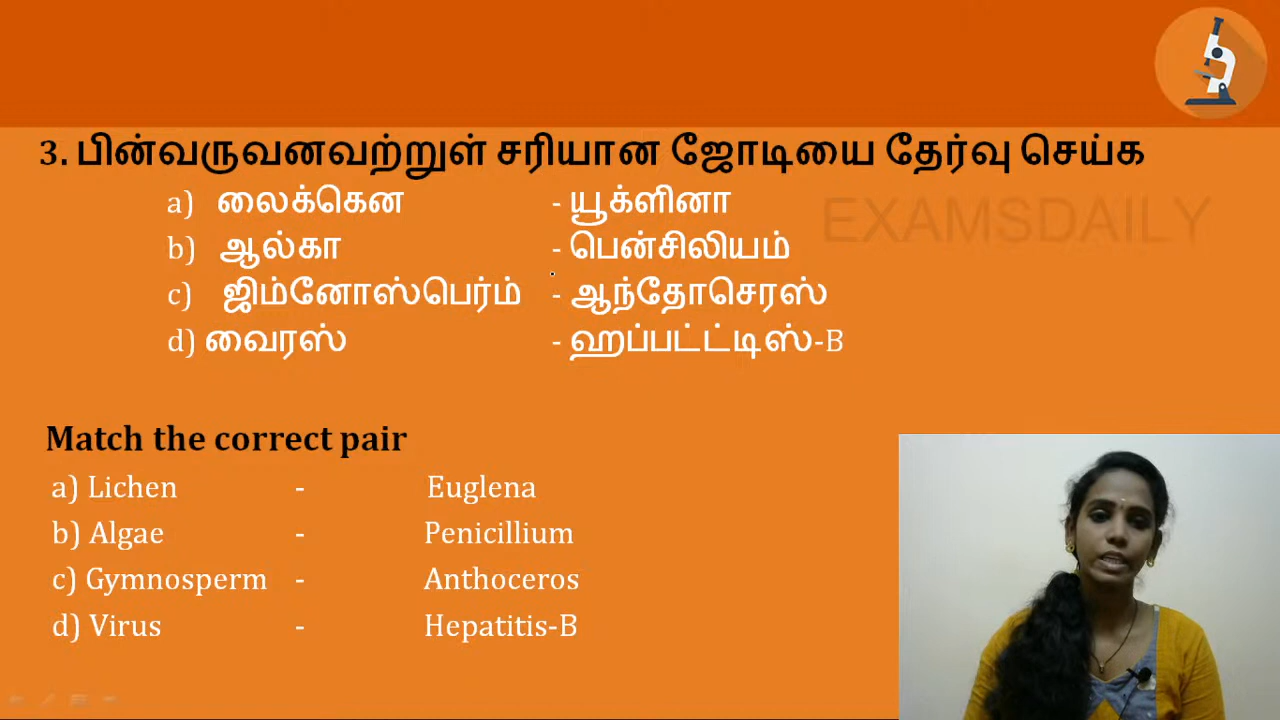 3. பின்வருவனவற்றுள் சரியான ஜோடியை தேர்வு செய்க
a) லைக்கென - யூக்ளினா
b) ஆல்கா - பென்சிலியம்
EXAMSDAILY
c) ஜிம்னோஸ்பெர்ம் - ஆந்தோசெரஸ்
d) வைரஸ் - ஹப்பட்ட்டிஸ்-B
Match the correct pair
a) Lichen - Euglena
b) Algae - Penicillium
c) Gymnosperm - Anthoceros
d) Virus - Hepatitis-B